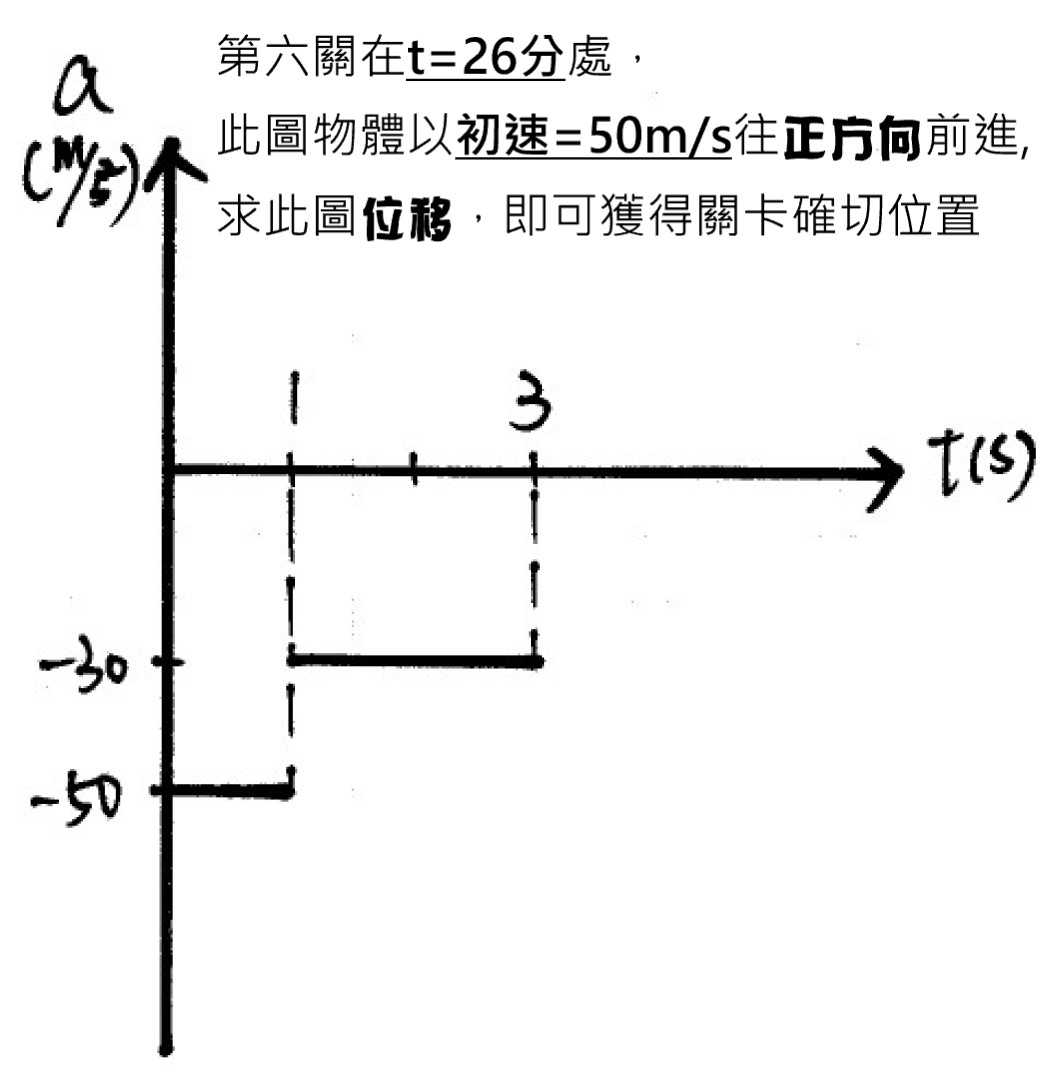 第六關在t=26分處，
此圖物體以初速=50m/s往正方向前進,
求此圖位移，即可獲得關卡確切位置
a
(m/s²)
1
3
t(s)
-30
-50